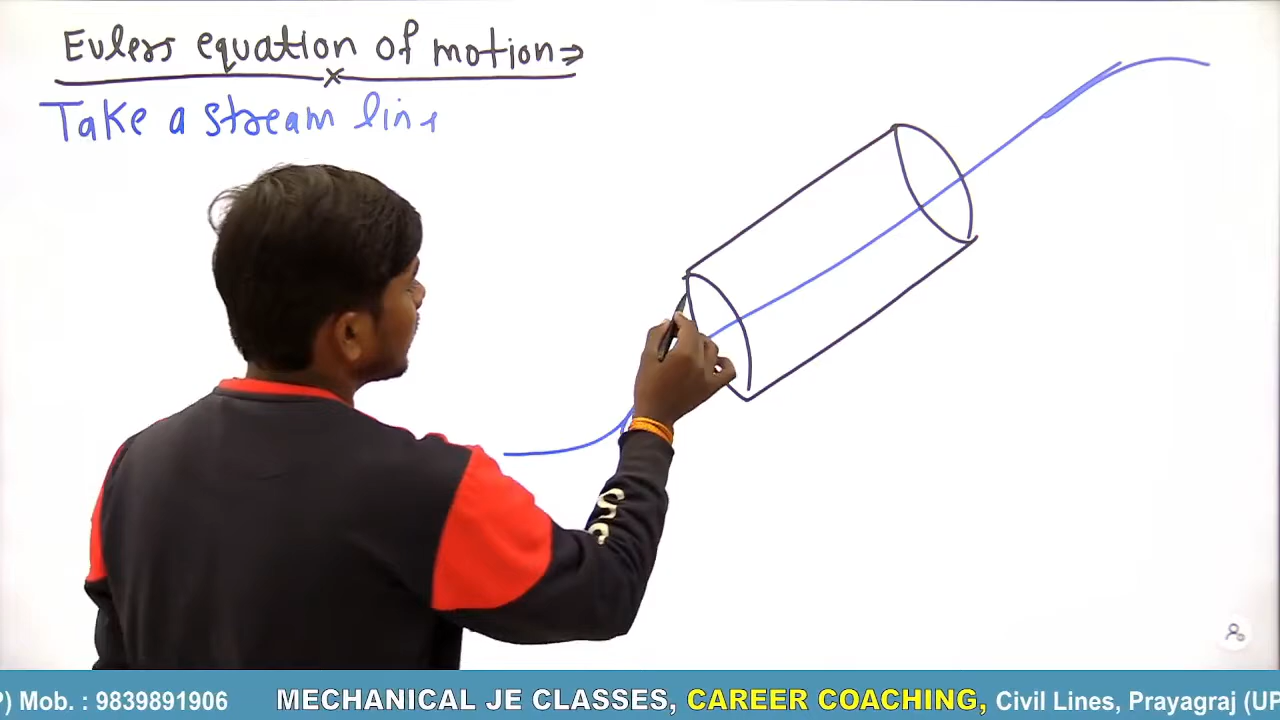 Eulers equation of motion⇒
Take a stream line
P) Mob. : 9839891906 MECHANICAL JE CLASSES, CAREER COACHING, Civil Lines, Prayagraj (UP